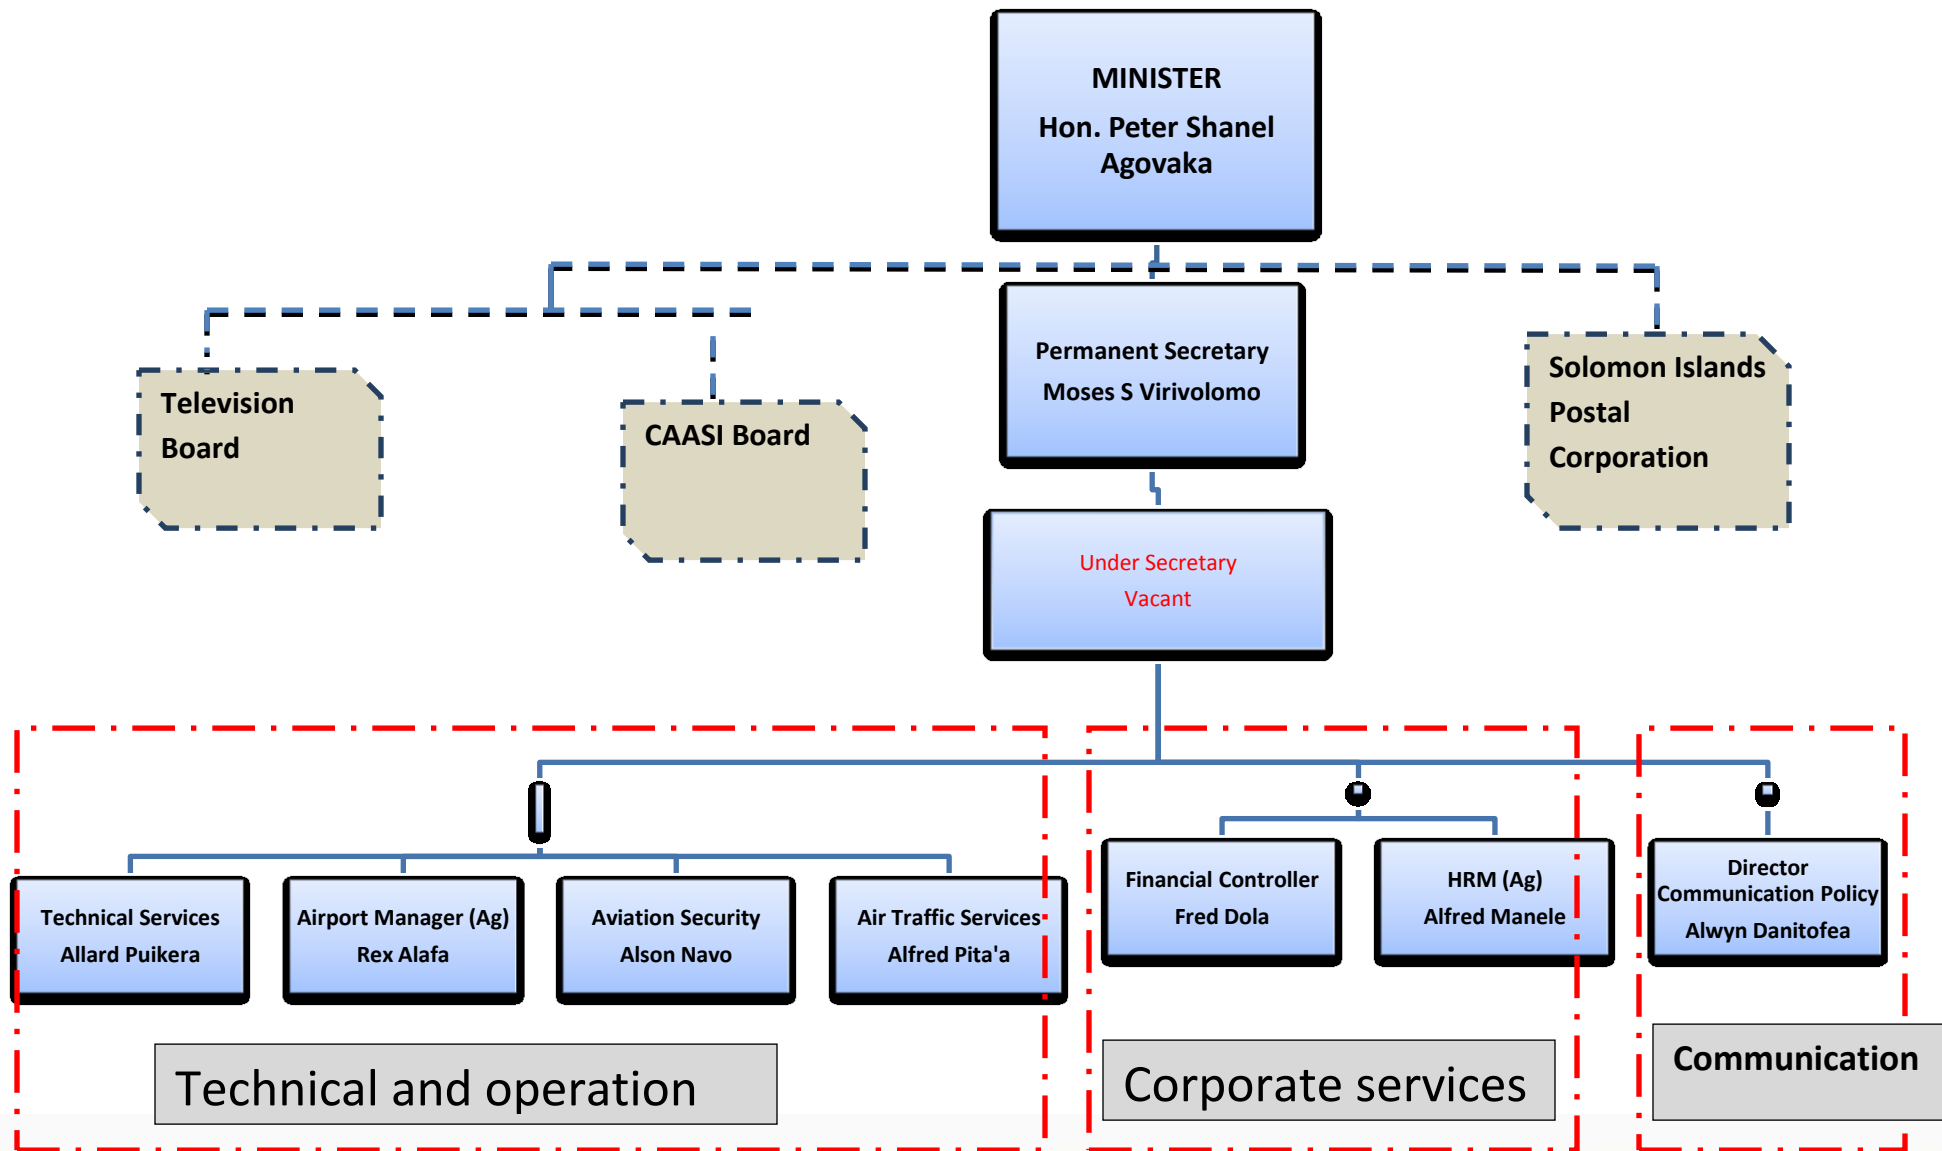 MINISTER
Hon. Peter Shanel
Agovaka
Permanent Secretary
Moses S Virivolomo
Television
Board
CAASI Board
Solomon Islands
Postal
Corporation
Under Secretary
Vacant
Technical Services
Allard Puikera
Airport Manager (Ag)
Rex Alafa
Aviation Security
Alson Navo
Air Traffic Services
Alfred Pita'a
Financial Controller
Fred Dola
HRM (Ag)
Alfred Manele
Director
Communication Policy
Alwyn Danitofea
Technical and operation
Corporate services
Communication